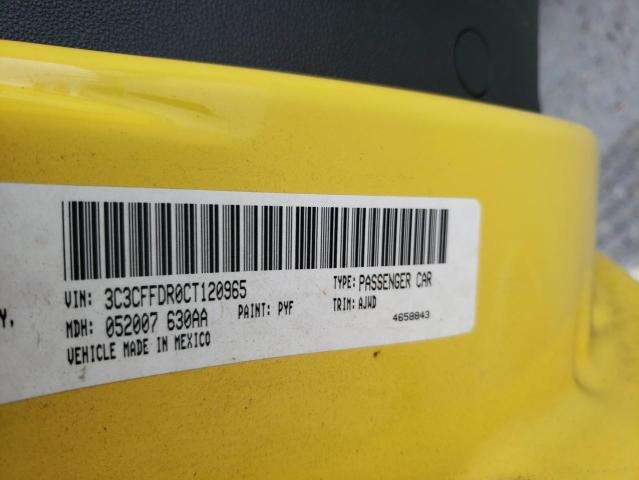 VIN: 3C3CFFDR0CT120965 TYPE: PASSENGER CAR
Y, MDH: 052007 630AA PAINT: PYF TRIM: AJWD
VEHICLE MADE IN MEXICO 4658843